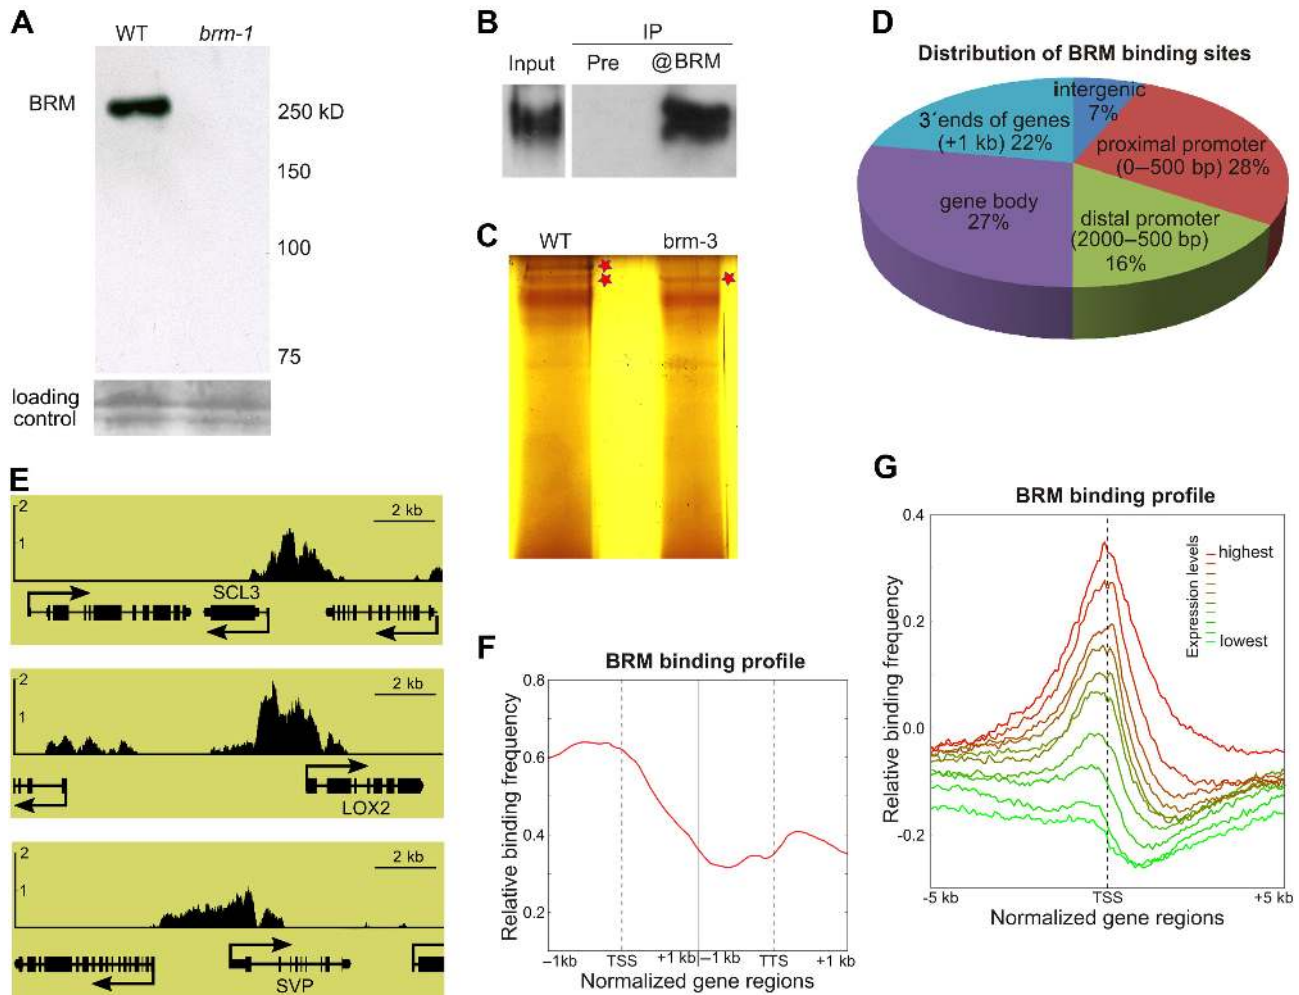 A
WT brm-1
BRM
250 kD
150
100
75
loading
control
B
IP
Input Pre @BRM
C
WT brm-3
D
Distribution of BRM binding sites
intergenic
7%
3´ends of genes
(+1 kb) 22%
proximal promoter
(0–500 bp) 28%
gene body
27%
distal promoter
(2000–500 bp)
16%
E
2
1
2 kb
SCL3
2
1
2 kb
LOX2
2
1
2 kb
SVP
F
BRM binding profile
Relative binding frequency
0.8
0.6
0.4
0.2
–1kb TSS +1 kb –1 kb TTS +1 kb
Normalized gene regions
G
BRM binding profile
Relative binding frequency
0.4
0.2
0.0
-0.2
Expression levels
highest
lowest
-5 kb TSS +5 kb
Normalized gene regions